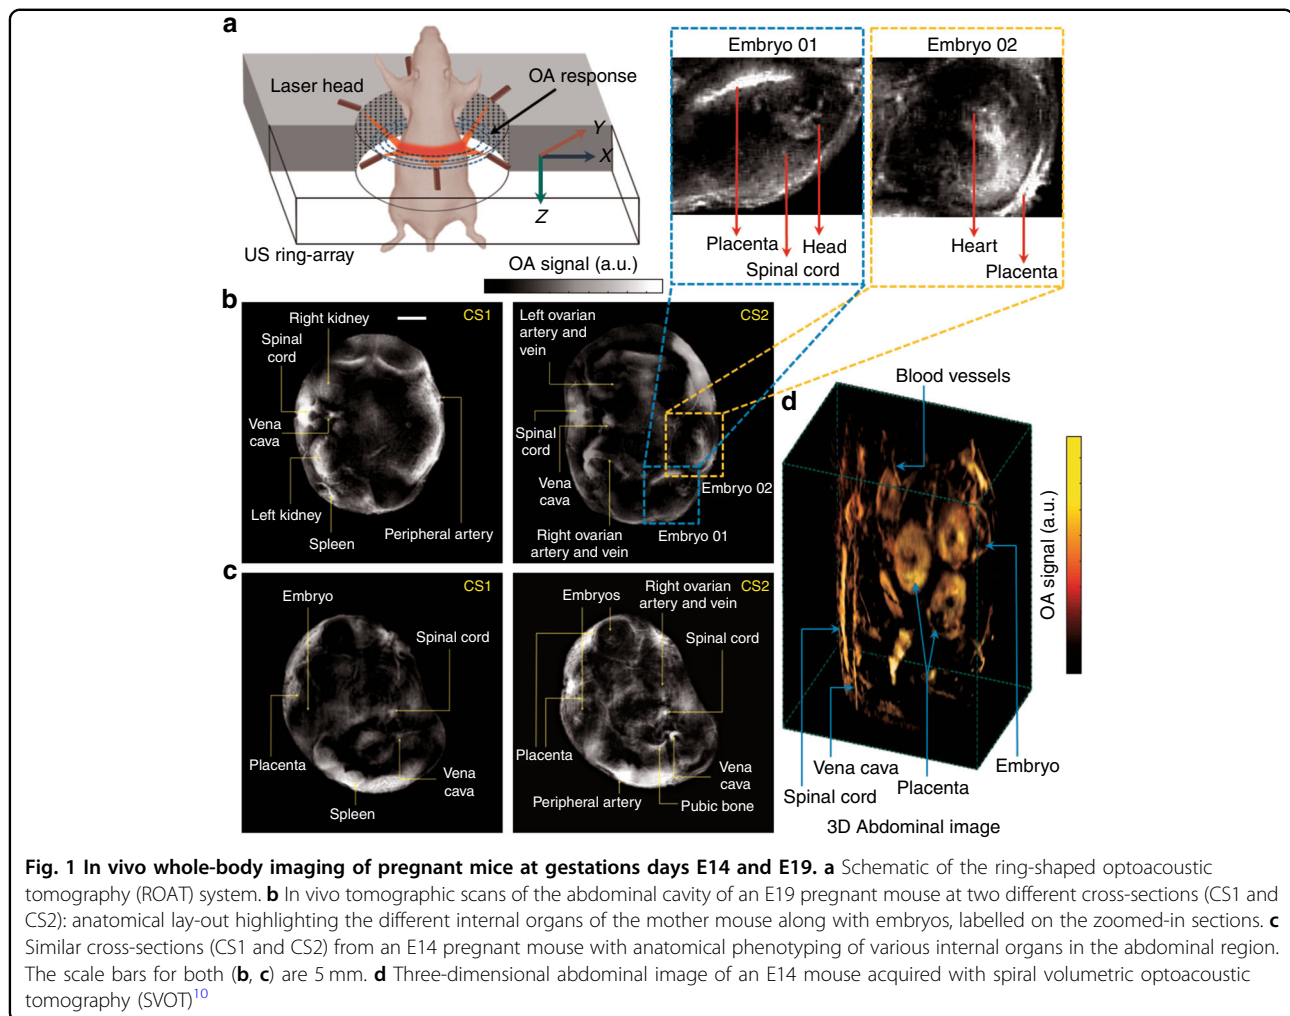 a
Laser head
OA response
Y
X
Z
US ring-array
Embryo 01
Placenta
Head
Spinal cord
Embryo 02
Heart
Placenta
OA signal (a.u.)
b
CS1
Right kidney
Spinal
cord
Vena
cava
Left kidney
Spleen
Peripheral artery
CS2
Left ovarian
artery and
vein
Spinal
cord
Vena
cava
Right ovarian
artery and vein
Embryo 01
Embryo 02
c
CS1
Embryo
Spinal cord
Placenta
Vena
cava
Spleen
CS2
Embryos
Right ovarian
artery and vein
Spinal cord
Placenta
Vena
cava
Peripheral artery
Pubic bone
d
Blood vessels
OA signal (a.u.)
Vena cava
Embryo
Spinal cord
Placenta
3D Abdominal image
Fig. 1 In vivo whole-body imaging of pregnant mice at gestations days E14 and E19. a Schematic of the ring-shaped optoacoustic
tomography (ROAT) system. b In vivo tomographic scans of the abdominal cavity of an E19 pregnant mouse at two different cross-sections (CS1 and
CS2): anatomical lay-out highlighting the different internal organs of the mother mouse along with embryos, labelled on the zoomed-in sections. c
Similar cross-sections (CS1 and CS2) from an E14 pregnant mouse with anatomical phenotyping of various internal organs in the abdominal region.
The scale bars for both (b, c) are 5 mm. d Three-dimensional abdominal image of an E14 mouse acquired with spiral volumetric optoacoustic
tomography (SVOT)10